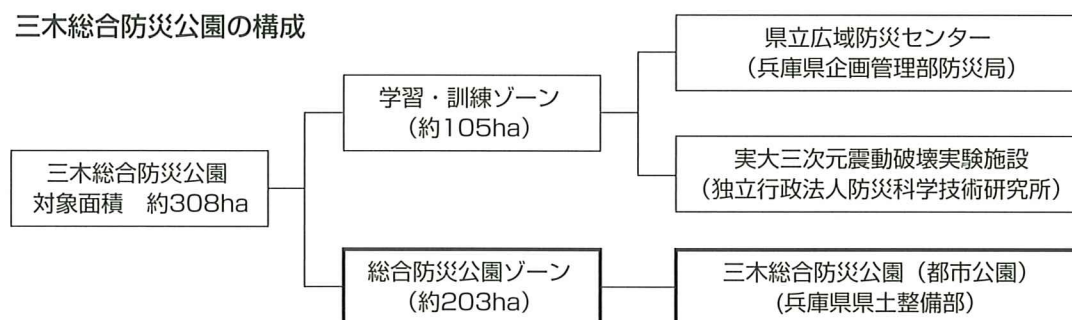 三木総合防災公園の構成
三木総合防災公園
対象面積　約308ha
学習・訓練ゾーン
（約105ha）
県立広域防災センター
（兵庫県企画管理部防災局）
実大三次元震動破壊実験施設
（独立行政法人防災科学技術研究所）
総合防災公園ゾーン
（約203ha）
三木総合防災公園（都市公園）
(兵庫県県土整備部）